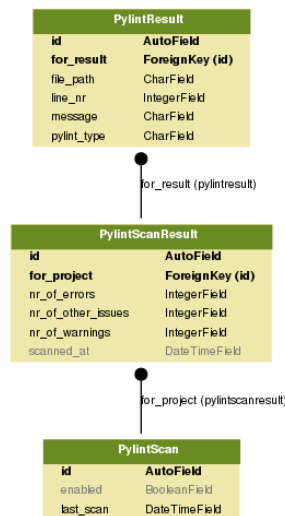 PylintResult
id AutoField
for_result ForeignKey (id)
file_path CharField
line_nr IntegerField
message CharField
pylint_type CharField
for_result (pylintresult)
PylintScanResult
id AutoField
for_project ForeignKey (id)
nr_of_errors IntegerField
nr_of_other_issues IntegerField
nr_of_warnings IntegerField
scanned_at DateTimeField
for_project (pylintscanresult)
PylintScan
id AutoField
enabled BooleanField
last_scan DateTimeField